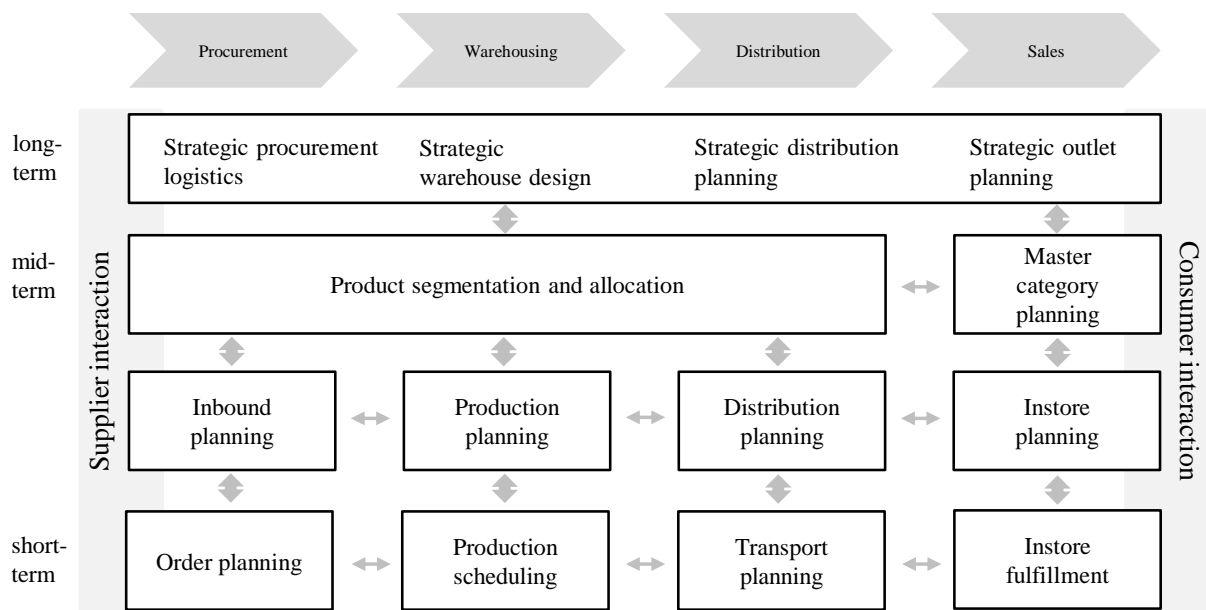 Procurement
Warehousing
Distribution
Sales
long-
term
Strategic procurement
logistics
Strategic
warehouse design
Strategic distribution
planning
Strategic outlet
planning
Supplier interaction
Consumer interaction
mid-
term
Product segmentation and allocation
Master
category
planning
Inbound
planning
Production
planning
Distribution
planning
Instore
planning
short-
term
Order planning
Production
scheduling
Transport
planning
Instore
fulfillment